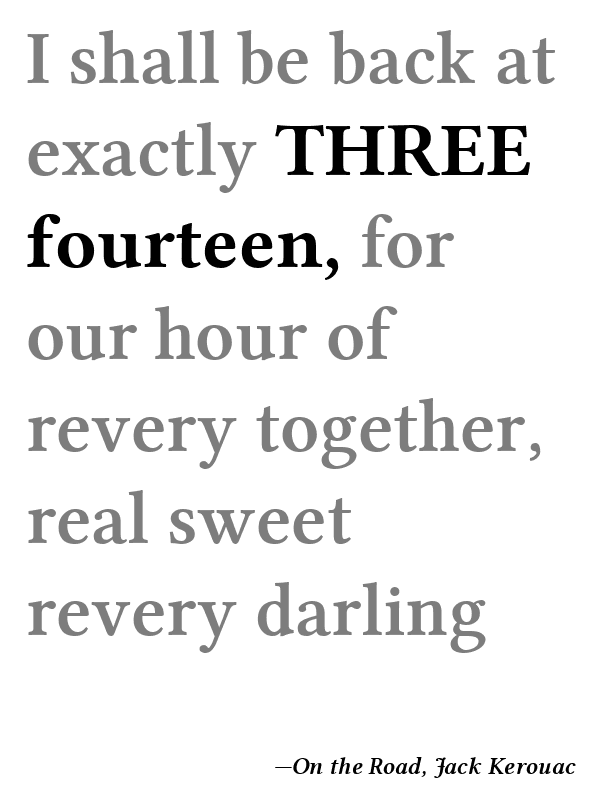 I shall be back at
exactly THREE
fourteen, for
our hour of
revery together,
real sweet
revery darling
—On the Road, Jack Kerouac